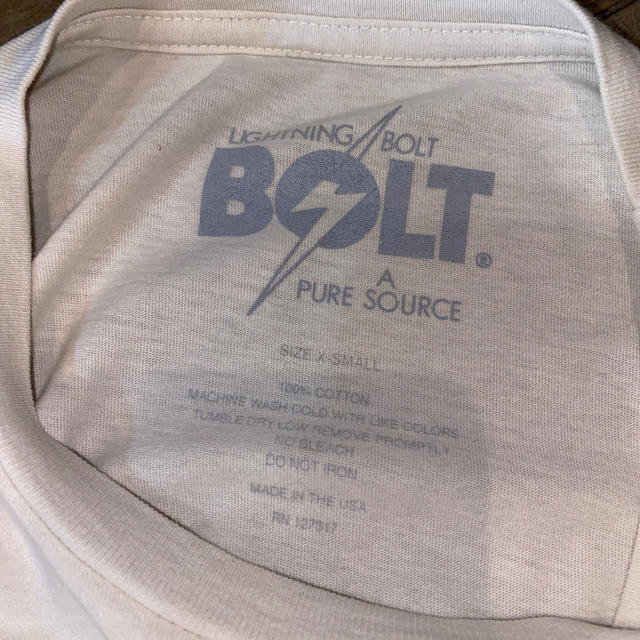 LIGHTNING BOLT
BOLT®
A
PURE SOURCE
SIZE X-SMALL
100% COTTON
MACHINE WASH COLD WITH LIKE COLORS
TUMBLE DRY LOW REMOVE PROMPTLY
NO BLEACH
DO NOT IRON
MADE IN THE USA
RN 127917